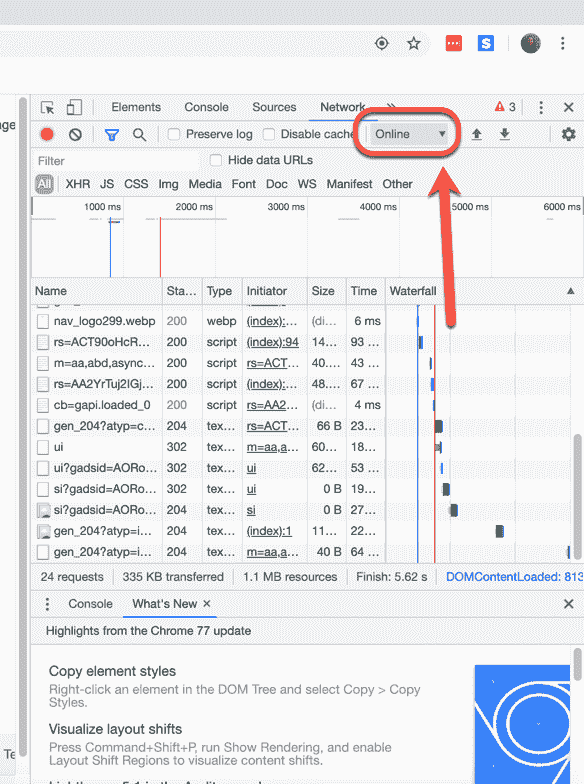 nge
Elements Console Sources Network » 3
Preserve log Disable cache Online
Filter Hide data URLs
All XHR JS CSS Img Media Font Doc WS Manifest Other
1000 ms 2000 ms 3000 ms 4000 ms 5000 ms 6000 ms
Name Sta... Type Initiator Size Time Waterfall
nav_logo299.webp 200 webp (index):... (di... 6 ms
rs=ACT90oHcR... 200 script (index):94 14... 93 ...
m=aa,abd,async... 200 script rs=ACT... 40... 43 ...
rs=AA2YrTuj2IGj... 200 script (index):... 48.... 67 ...
cb=gapi.loaded_0 200 script rs=AA2... (di... 4 ms
gen_204?atyp=c... 204 tex... rs=ACT... 66 B 23...
ui 302 tex... m=aa,a... 60... 18...
ui?gadsid=AORo... 302 tex... ui 62... 53 ...
si?gadsid=AORo... 302 tex... ui 0 B 19...
si?gadsid=AORo... 204 tex... si 0 B 27...
gen_204?atyp=i... 204 tex... (index):1 11... 22...
gen_204?atyp=i... 204 tex... m=aa,a... 40 B 64 ...
24 requests 335 KB transferred 1.1 MB resources Finish: 5.62 s DOMContentLoaded: 813
Console What's New ×
Highlights from the Chrome 77 update
Copy element styles
Right-click an element in the DOM Tree and select Copy > Copy
Styles.
Visualize layout shifts
Press Command+Shift+P, run Show Rendering, and enable
Layout Shift Regions to visualize content shifts.
Te